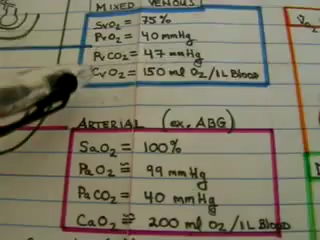 MIXED VENOUS
SvO2 = 75%
PvO2 = 40 mmHg
PvCO2 = 47 mmHg
CvO2 = 150 ml O2/1L Blood
ARTERIAL (ex. ABG)
SaO2 = 100%
PaO2 ≅ 99 mmHg
PaCO2 = 40 mmHg
CaO2 ≅ 200 ml O2/1L Blood